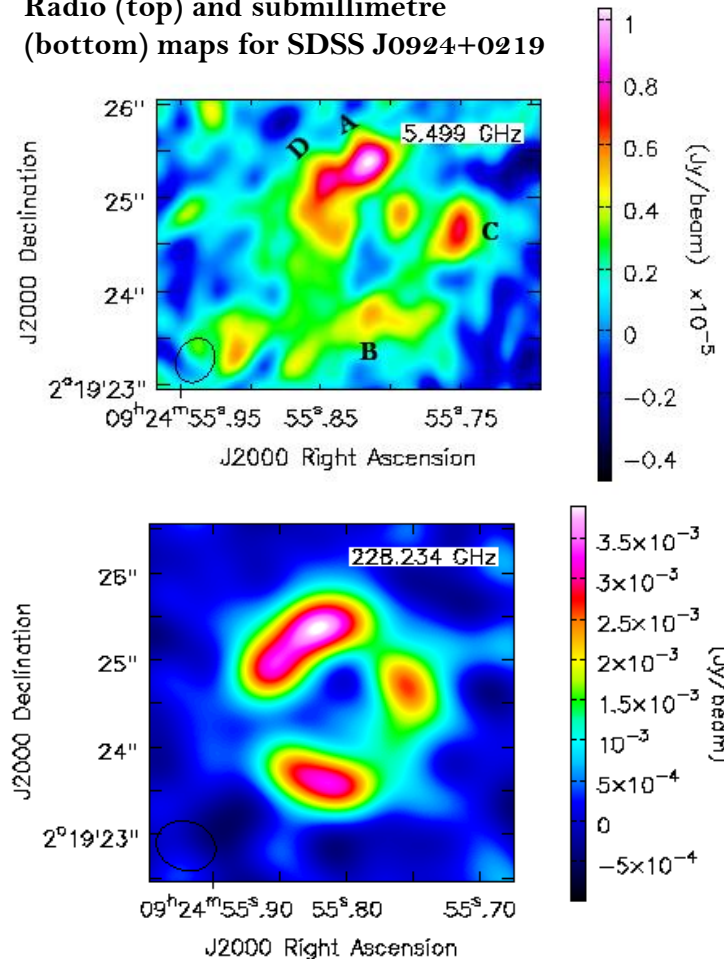 Radio (top) and submillimetre
(bottom) maps for SDSS J0924+0219
5.499 GHz
D
A
C
B
26"
25"
24"
2ᵃ19'23"
09ʰ24ᵐ55ˢ.95 55ˢ.85 55ˢ.75
J2000 Right Ascension
J2000 Declination
1
0.8
0.6
0.4
0.2
0
−0.2
−0.4
(Jy/beam) ×10⁻⁵
228.234 GHz
26"
25"
24"
2°19'23"
09ʰ24ᵐ55ˢ.90 55ˢ.80 55ˢ.70
J2000 Right Ascension
J2000 Declination
3.5×10⁻³
3×10⁻³
2.5×10⁻³
2×10⁻³
1.5×10⁻³
10⁻³
5×10⁻⁴
0
−5×10⁻⁴
(Jy/beam)